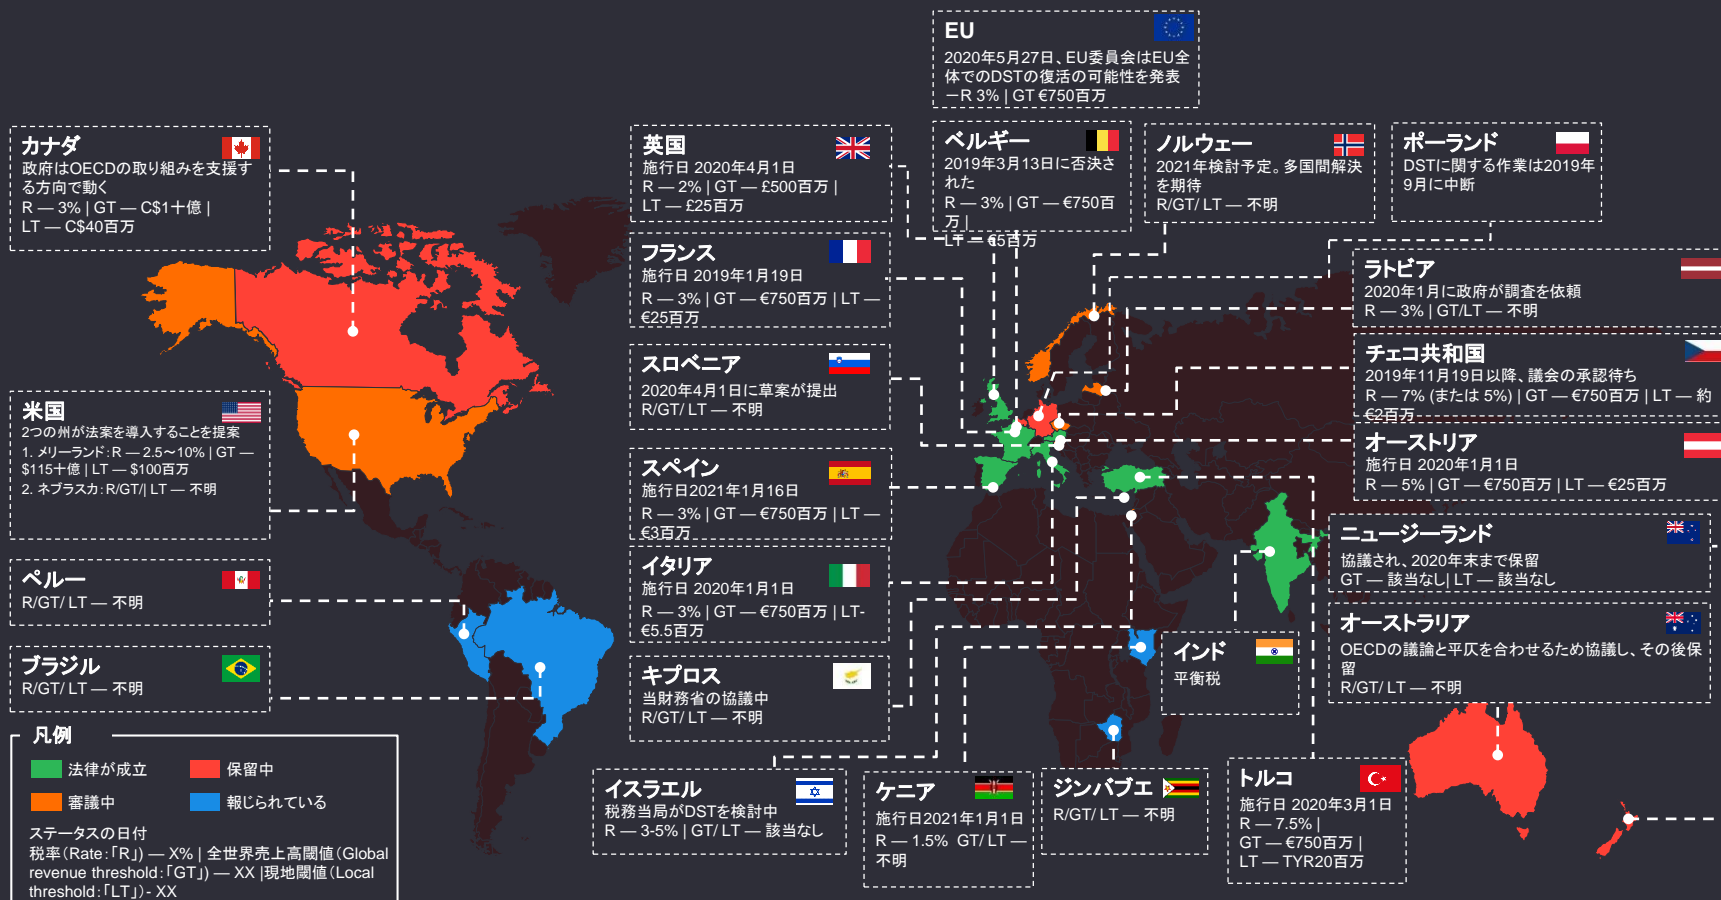 EU
2020年5月27日、EU委員会はEU全
体でのDSTの復活の可能性を発表
－R 3% | GT €750百万
カナダ
政府はOECDの取り組みを支援す
る方向で動く
R — 3% | GT — C$1十億 |
LT — C$40百万
英国
施行日 2020年4月1日
R — 2% | GT — £500百万 |
LT — £25百万
ベルギー
2019年3月13日に否決さ
れた
R — 3% | GT — €750百
万 |
LT — €5百万
ノルウェー
2021年検討予定。多国間解決
を期待
R/GT/ LT — 不明
ポーランド
DSTに関する作業は2019年
9月に中断
フランス
施行日 2019年1月19日
R — 3% | GT — €750百万 | LT —
€25百万
ラトビア
2020年1月に政府が調査を依頼
R — 3% | GT/LT — 不明
スロベニア
2020年4月1日に草案が提出
R/GT/ LT — 不明
チェコ共和国
2019年11月19日以降、議会の承認待ち
R — 7% (または 5%) | GT — €750百万 | LT — 約
€2百万
米国
2つの州が法案を導入することを提案
1. メリーランド：R — 2.5～10% | GT —
$115十億 | LT — $100百万
2. ネブラスカ：R/GT/| LT — 不明
オーストリア
施行日 2020年1月1日
R — 5% | GT — €750百万 | LT — €25百万
スペイン
施行日2021年1月16日
R — 3% | GT — €750百万 | LT —
€3百万
ニュージーランド
協議され、2020年末まで保留
GT — 該当なし| LT — 該当なし
ペルー
R/GT/ LT — 不明
イタリア
施行日 2020年1月1日
R — 3% | GT — €750百万 | LT-
€5.5百万
オーストラリア
OECDの議論と平仄を合わせるため協議し、その後保
留
R/GT/ LT — 不明
ブラジル
R/GT/ LT — 不明
キプロス
当財務省の協議中
R/GT/ LT — 不明
インド
平衡税
イスラエル
税務当局がDSTを検討中
R — 3-5% | GT/ LT — 該当なし
ケニア
施行日2021年1月1日
R — 1.5%  GT/ LT —
不明
ジンバブエ
R/GT/ LT — 不明
トルコ
施行日 2020年3月1日
R — 7.5% |
GT — €750百万 |
LT — TYR20百万
凡例
法律が成立
保留中
審議中
報じられている
ステータスの日付
税率（Rate：「R」） — X% | 全世界売上高閾値（Global
revenue threshold：「GT」） — XX |現地閾値（Local
threshold：「LT」）- XX